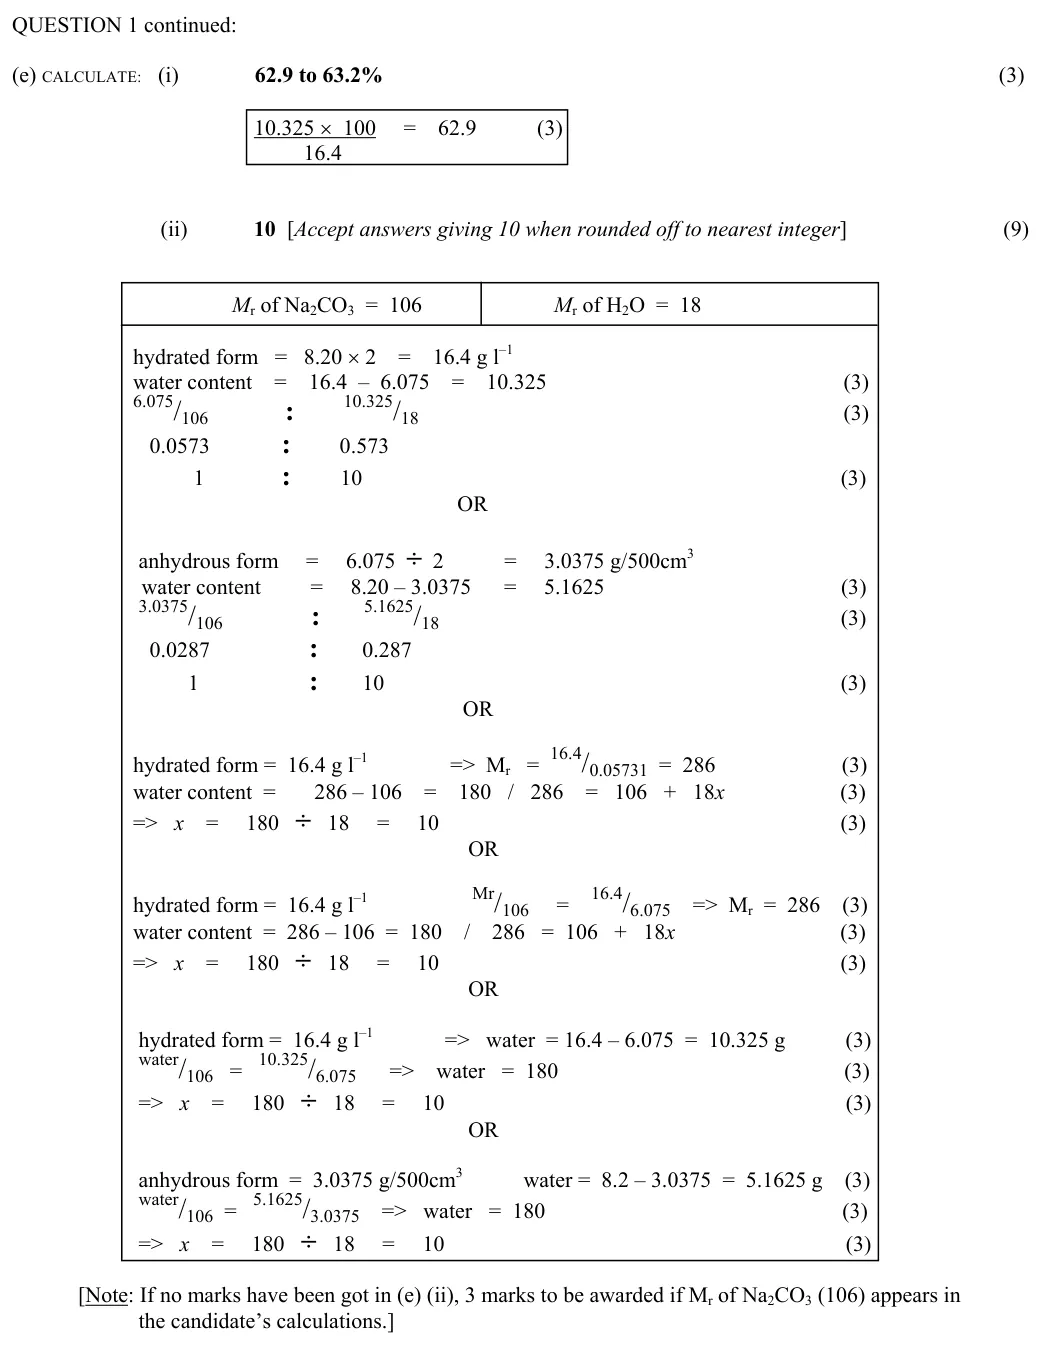 QUESTION 1 continued:
(e) CALCULATE: (i) 62.9 to 63.2% (3)
10.325 × 100 = 62.9 (3)
16.4
(ii) 10 [Accept answers giving 10 when rounded off to nearest integer] (9)
Mr of Na₂CO₃ = 106 Mr of H₂O = 18
hydrated form = 8.20 × 2 = 16.4 g l⁻¹
water content = 16.4 – 6.075 = 10.325 (3)
6.075/106 : 10.325/18 (3)
0.0573 : 0.573
1 : 10 (3)
OR
anhydrous form = 6.075 ÷ 2 = 3.0375 g/500cm³
water content = 8.20 – 3.0375 = 5.1625 (3)
3.0375/106 : 5.1625/18 (3)
0.0287 : 0.287
1 : 10 (3)
OR
hydrated form = 16.4 g l⁻¹ => Mr = 16.4/0.05731 = 286 (3)
water content = 286 – 106 = 180 / 286 = 106 + 18x (3)
=> x = 180 ÷ 18 = 10 (3)
OR
hydrated form = 16.4 g l⁻¹ Mr/106 = 16.4/6.075 => Mr = 286 (3)
water content = 286 – 106 = 180 / 286 = 106 + 18x (3)
=> x = 180 ÷ 18 = 10 (3)
OR
hydrated form = 16.4 g l⁻¹ => water = 16.4 – 6.075 = 10.325 g (3)
water/106 = 10.325/6.075 => water = 180 (3)
=> x = 180 ÷ 18 = 10 (3)
OR
anhydrous form = 3.0375 g/500cm³ water = 8.2 – 3.0375 = 5.1625 g (3)
water/106 = 5.1625/3.0375 => water = 180 (3)
=> x = 180 ÷ 18 = 10 (3)
[Note: If no marks have been got in (e) (ii), 3 marks to be awarded if Mr of Na₂CO₃ (106) appears in
the candidate’s calculations.]